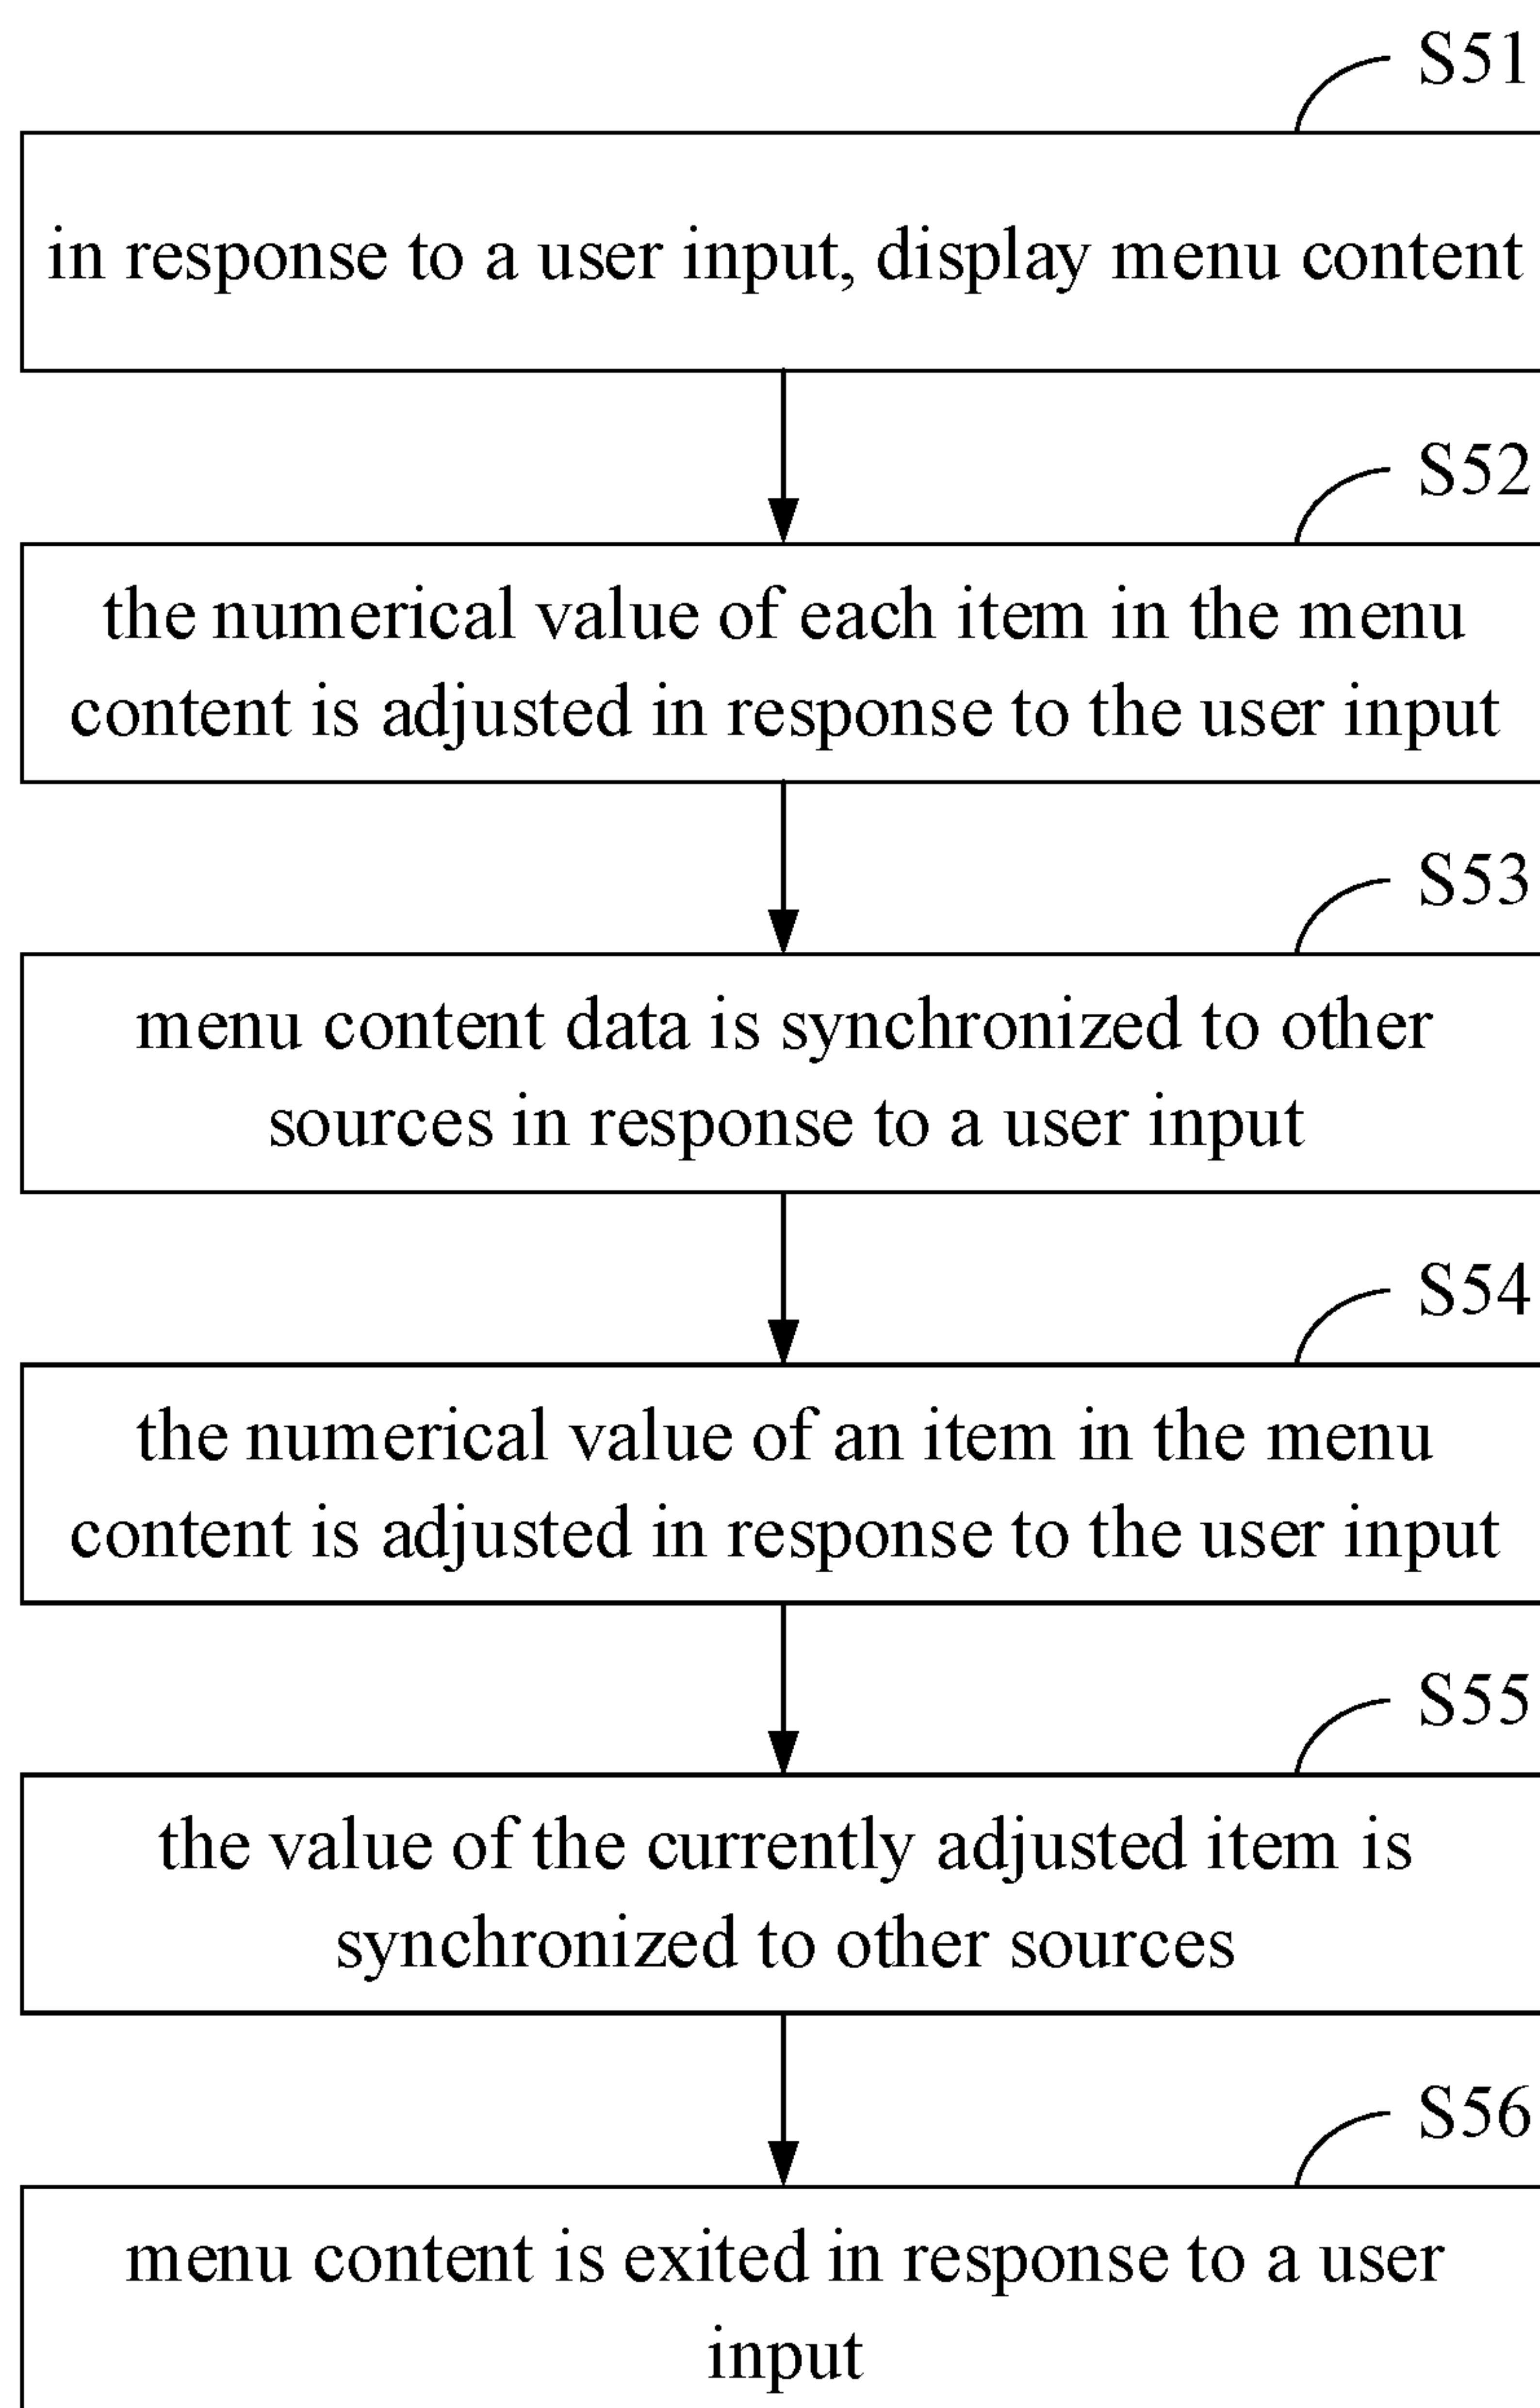 S51
in response to a user input, display menu content
S52
the numerical value of each item in the menu
content is adjusted in response to the user input
S53
menu content data is synchronized to other
sources in response to a user input
S54
the numerical value of an item in the menu
content is adjusted in response to the user input
S55
the value of the currently adjusted item is
synchronized to other sources
S56
menu content is exited in response to a user
input